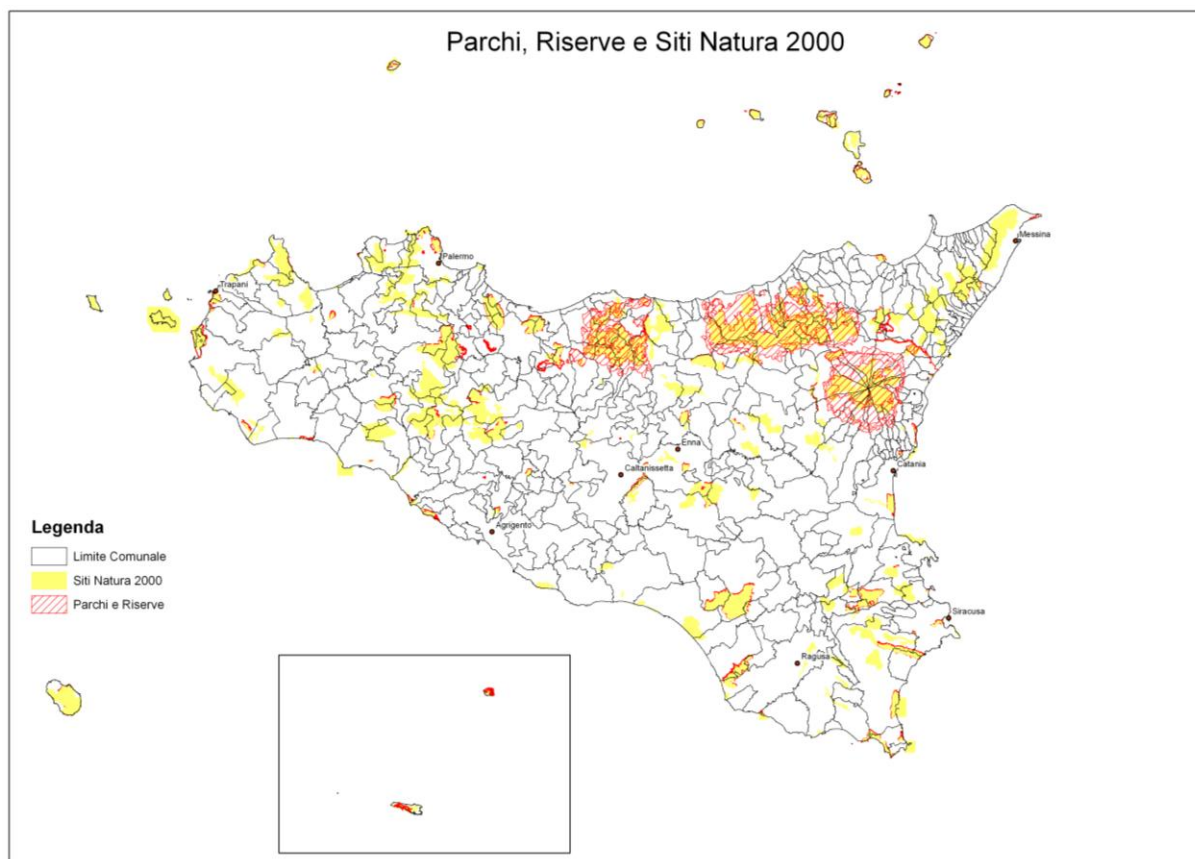 Parchi, Riserve e Siti Natura 2000
Messina
Palermo
Trapani
Enna
Catania
Caltanissetta
Agrigento
Siracusa
Ragusa
Legenda
Limite Comunale
Siti Natura 2000
Parchi e Riserve